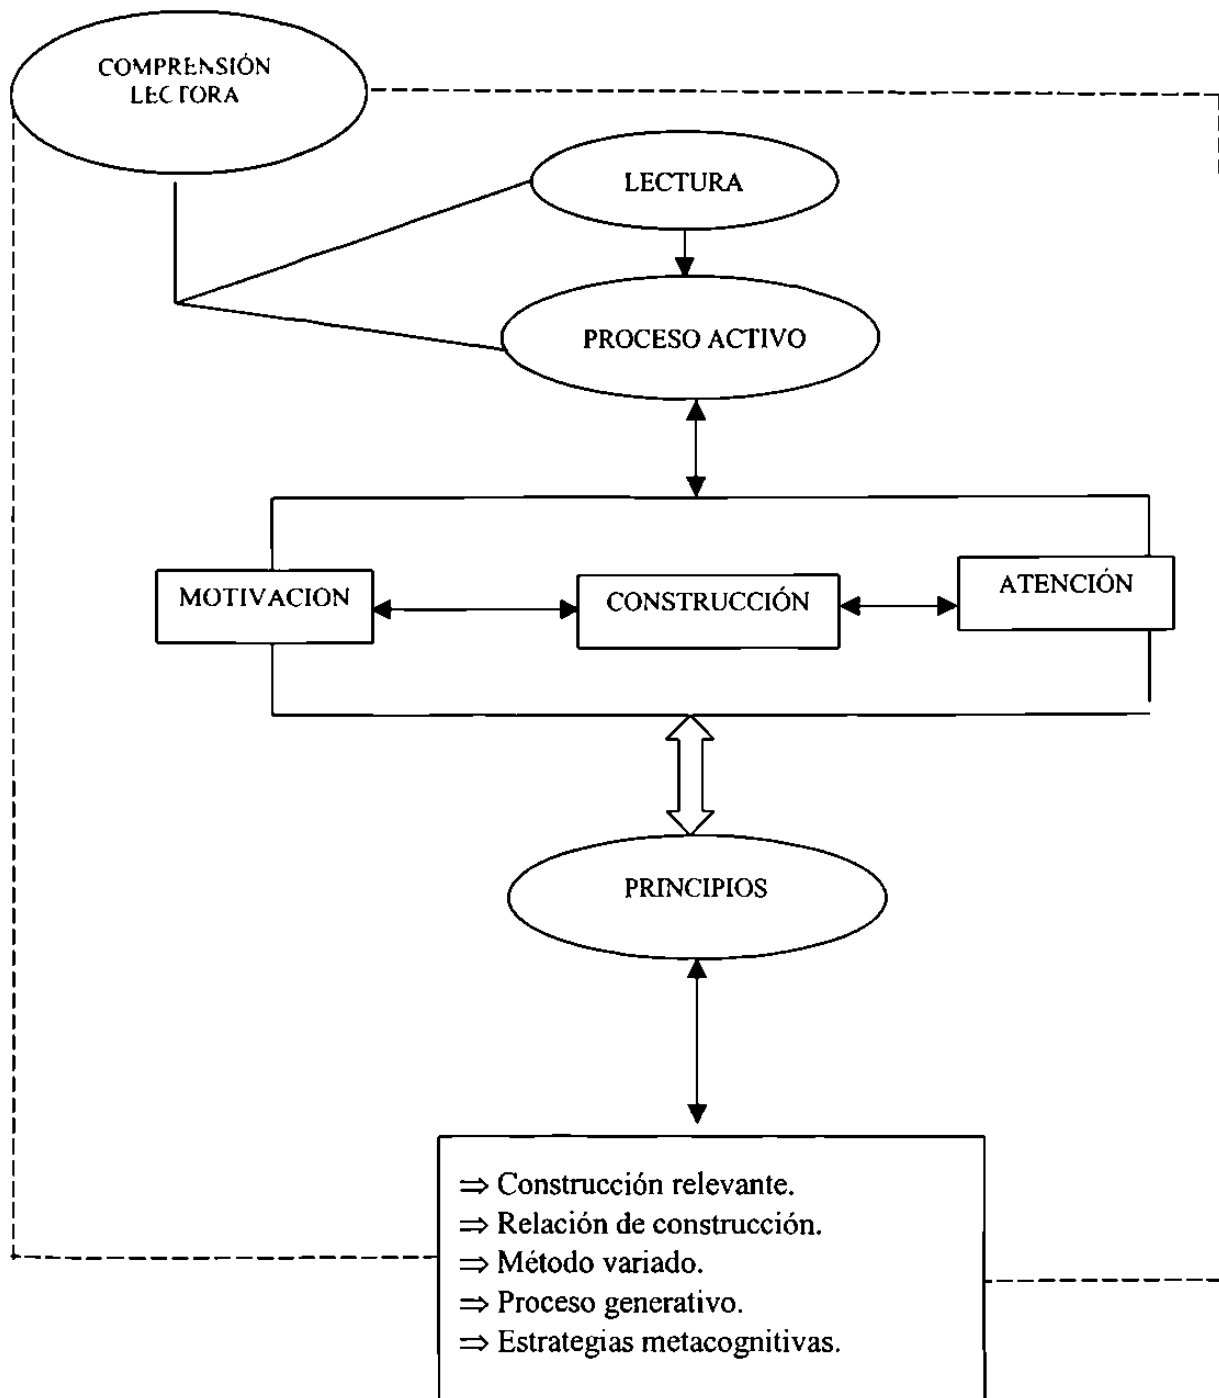 COMPRENSIÓN
LECTORA
LECTURA
PROCESO ACTIVO
MOTIVACION
CONSTRUCCIÓN
ATENCIÓN
PRINCIPIOS
⇒ Construcción relevante.
⇒ Relación de construcción.
⇒ Método variado.
⇒ Proceso generativo.
⇒ Estrategias metacognitivas.